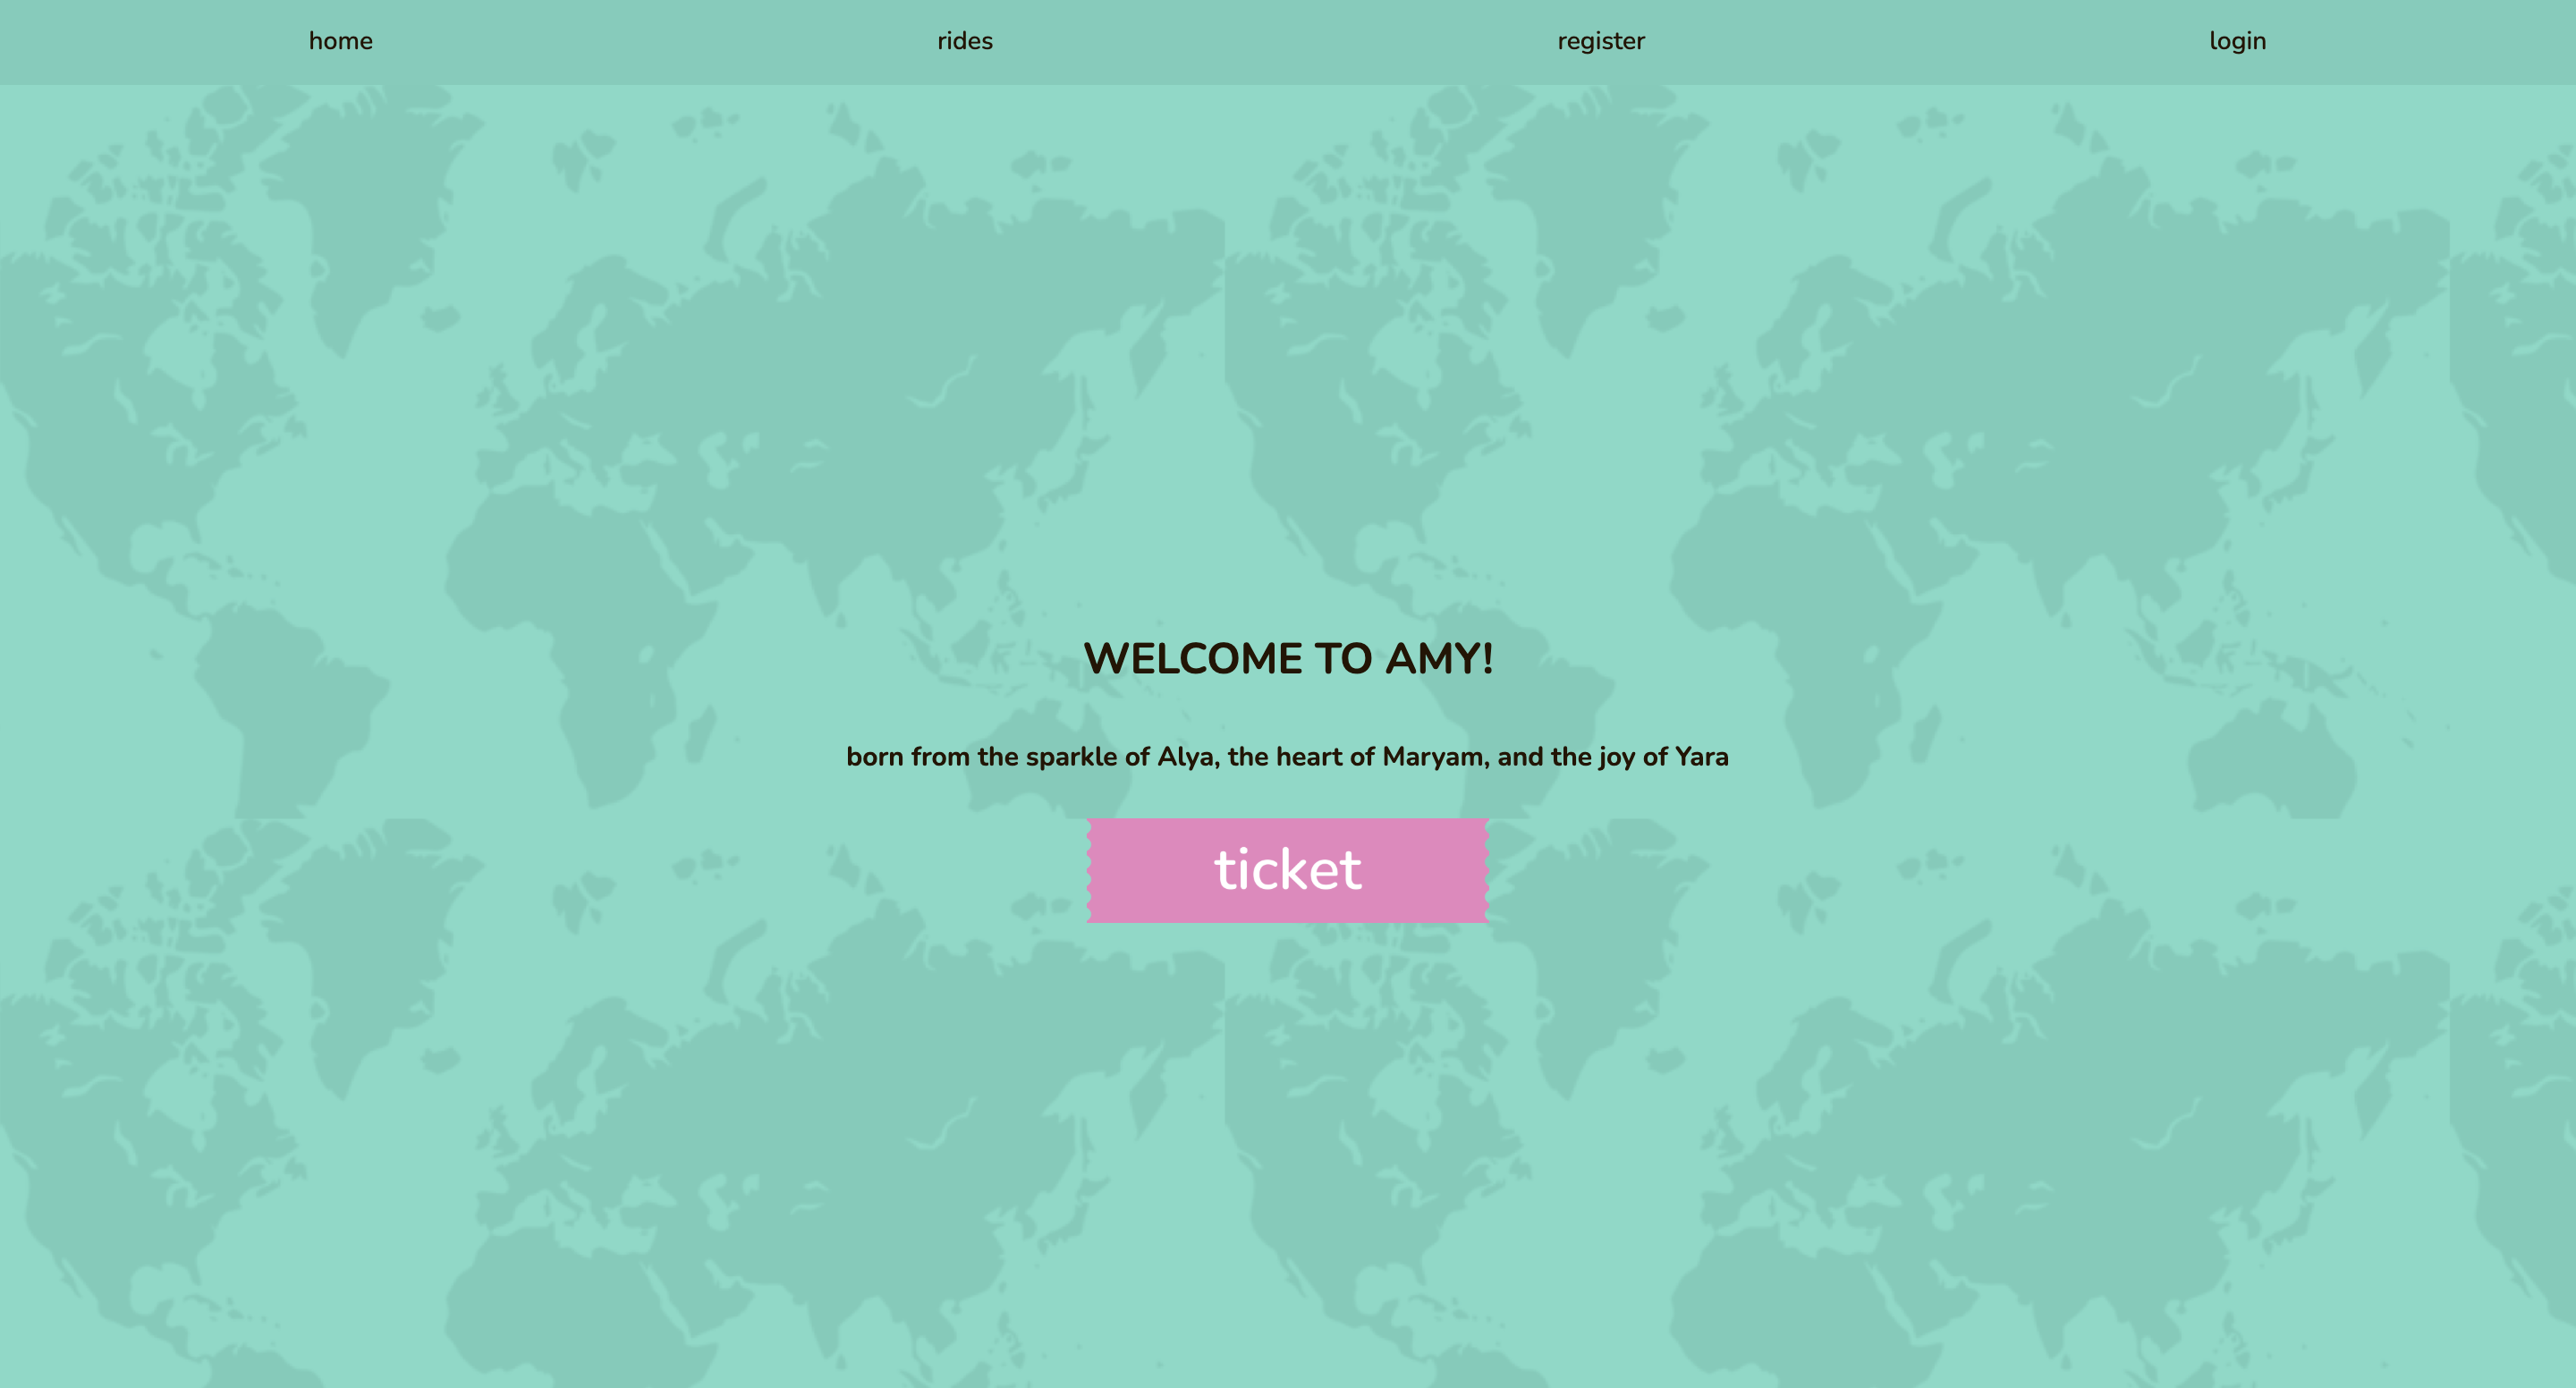 home rides register login
WELCOME TO AMY!
born from the sparkle of Alya, the heart of Maryam, and the joy of Yara
ticket